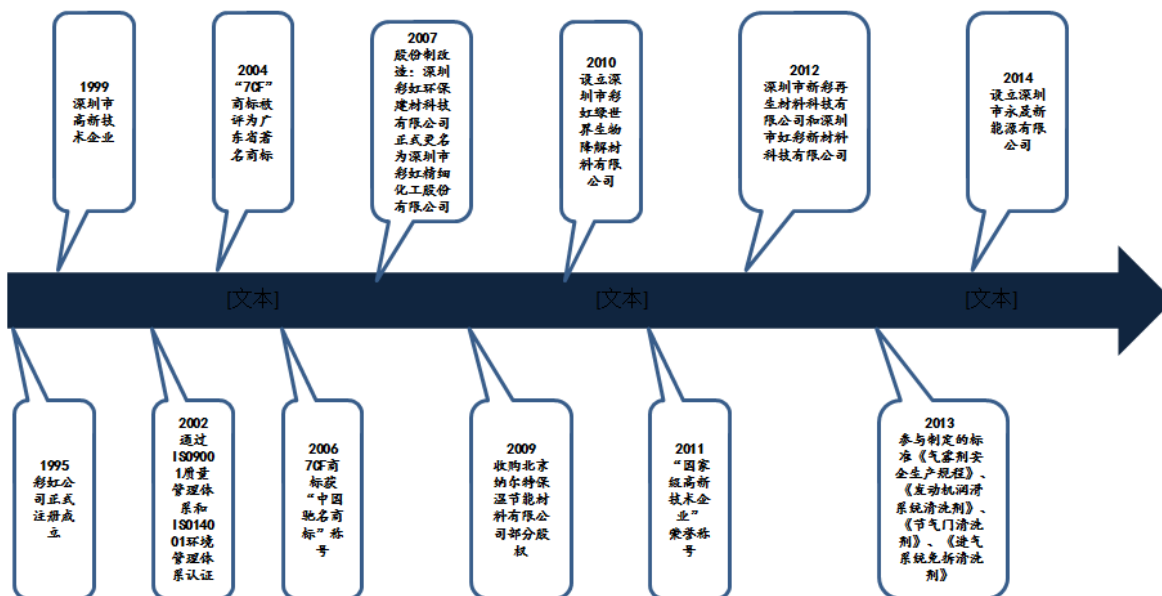 1999
深圳市
高新技
术企业
2004
“7CF”
商标被
评为广
东省著
名商标
2007
股份制改
造：深圳
彩虹环保
建材科技
有限公司
正式更名
为深圳市
彩虹精细
化工股份
有限公司
2010
设立深
圳市彩
虹绿世
界生物
降解材
料有限
公司
2012
深圳市新彩再
生材料科技有
限公司和深圳
市虹彩新材料
科技有限公司
2014
设立深圳
市永晟新
能源有限
公司
[文本]
[文本]
[文本]
1995
彩虹公
司正式
注册成
立
2002
通过
ISO900
1质量
管理体
系和
ISO140
01环境
管理体
系认证
2006
7CF商
标获
“中国
驰名商
标”称
号
2009
收购北京
纳尔特保
温节能材
料有限公
司部分股
权
2011
“国家
级高新
技术企
业”
荣誉称
号
2013
参与制定的标
准《气雾剂安
全生产规程》、
《发动机润滑
系统清洗剂》、
《节气门清洗
剂》、《进气
系统免拆清洗
剂》